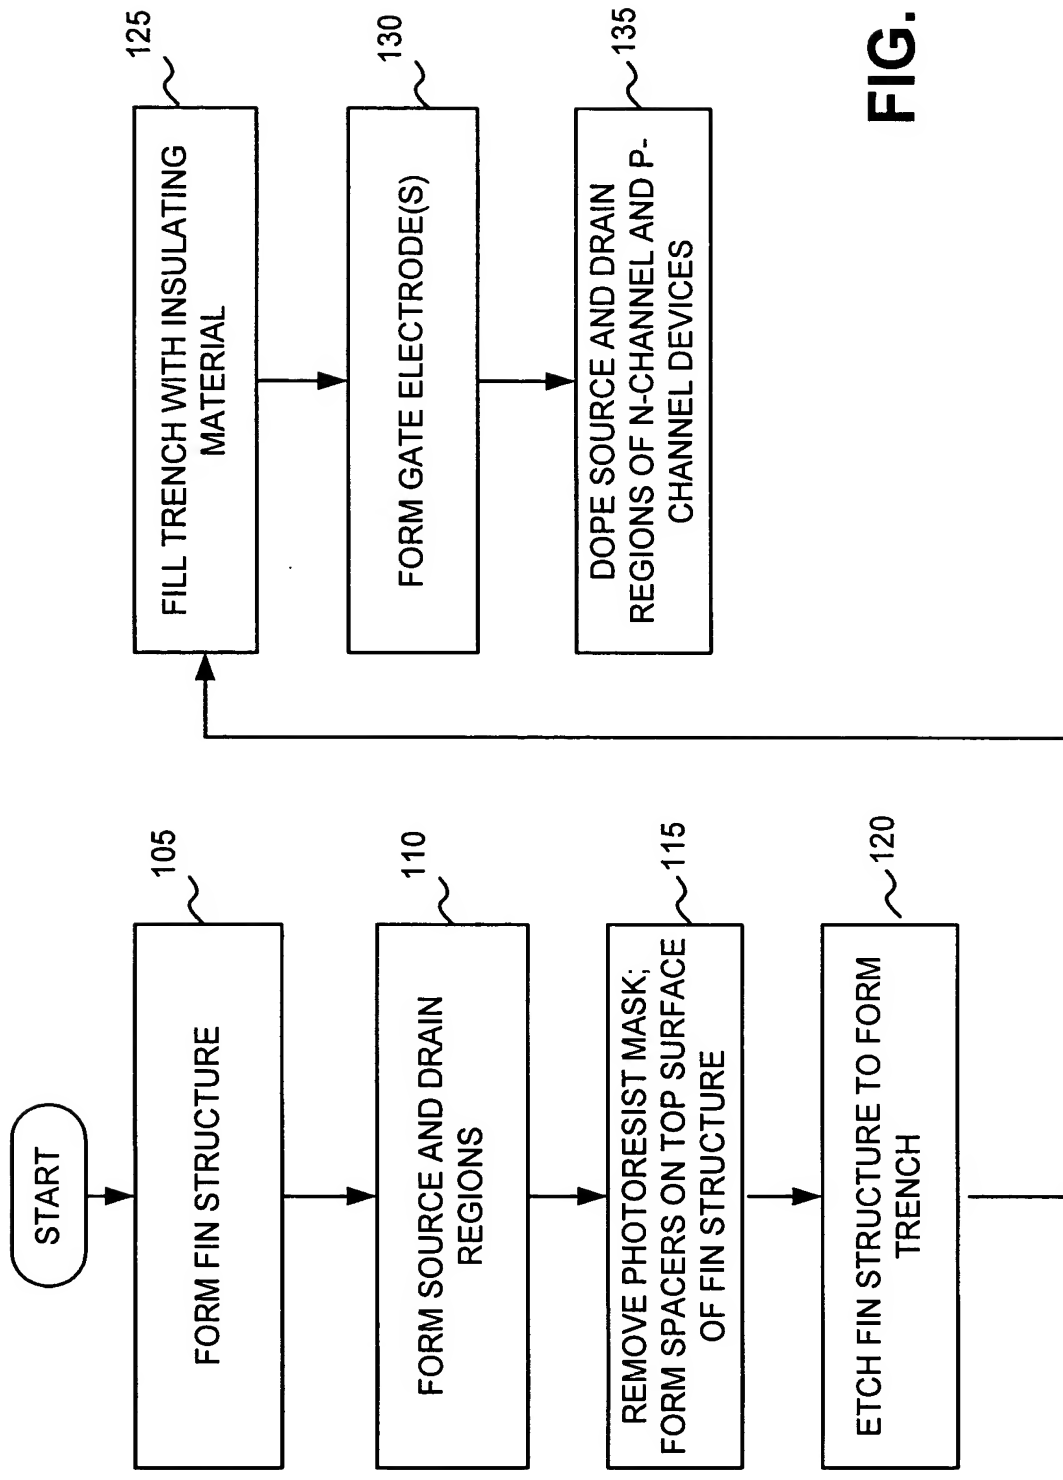 START
FORM FIN STRUCTURE
105
FORM SOURCE AND DRAIN
REGIONS
110
REMOVE PHOTORESIST MASK;
FORM SPACERS ON TOP SURFACE
OF FIN STRUCTURE
115
ETCH FIN STRUCTURE TO FORM
TRENCH
120
FILL TRENCH WITH INSULATING
MATERIAL
125
FORM GATE ELECTRODE(S)
130
DOPE SOURCE AND DRAIN
REGIONS OF N-CHANNEL AND P-
CHANNEL DEVICES
135
FIG.